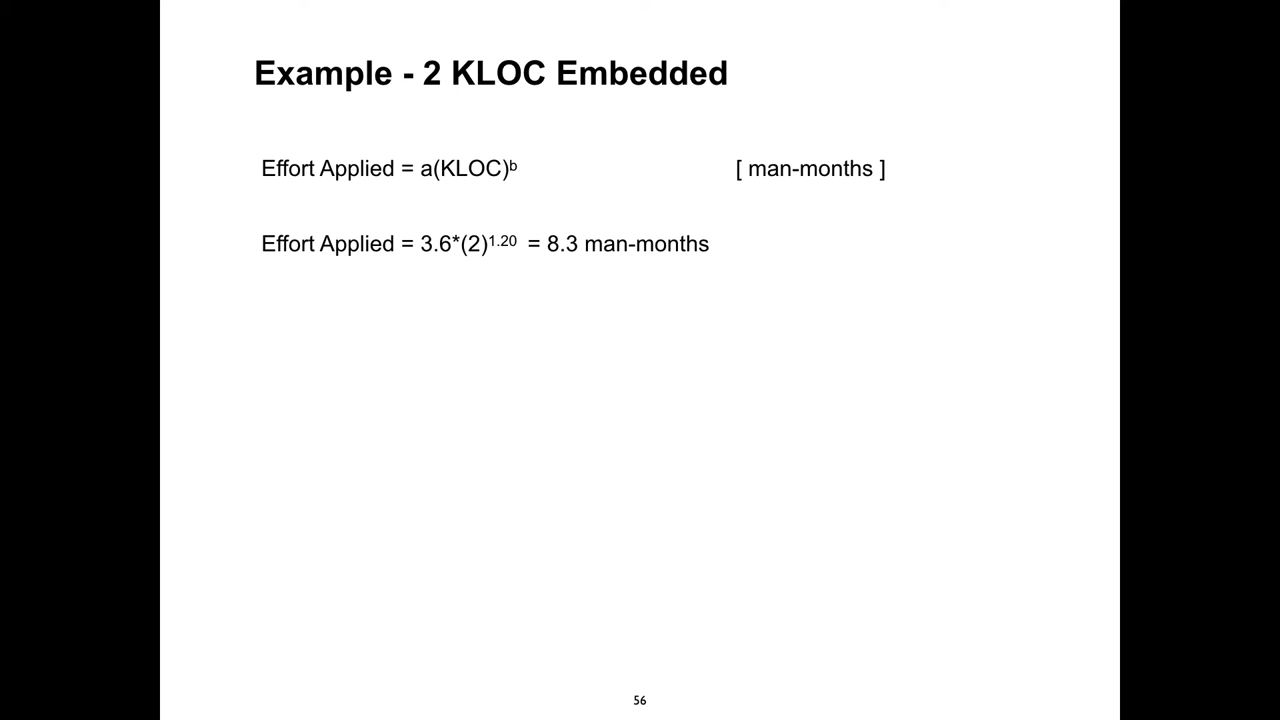 Example - 2 KLOC Embedded
Effort Applied = a(KLOC)ᵇ [ man-months ]
Effort Applied = 3.6*(2)¹·²⁰ = 8.3 man-months
56